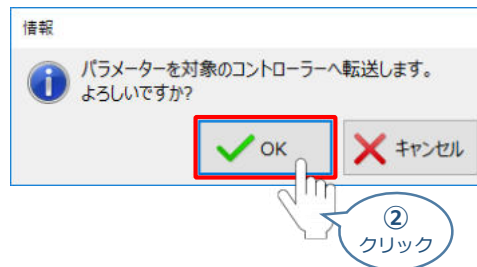 情報
パラメーターを対象のコントローラーへ転送します。
よろしいですか?
OK
キャンセル
②
クリック